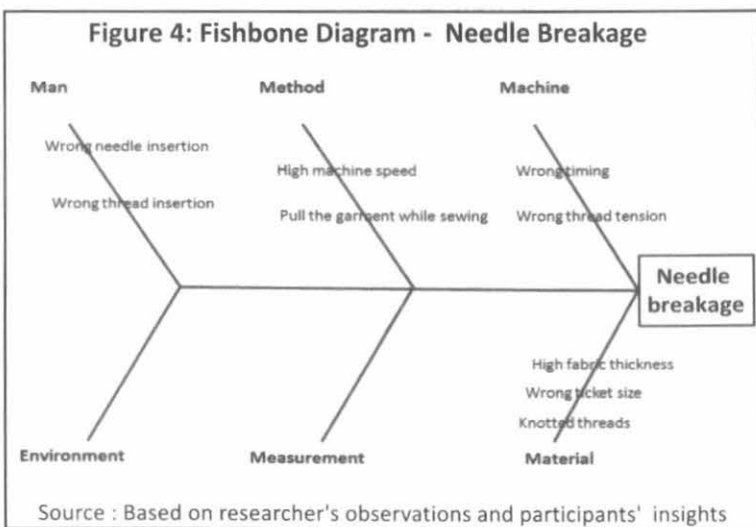 Figure 4: Fishbone Diagram - Needle Breakage
Man
Method
Machine
Wrong needle insertion
High machine speed
Wrong timing
Wrong thread insertion
Pull the garment while sewing
Wrong thread tension
Needle
breakage
High fabric thickness
Wrong ticket size
Knotted threads
Environment
Measurement
Material
Source : Based on researcher's observations and participants' insights